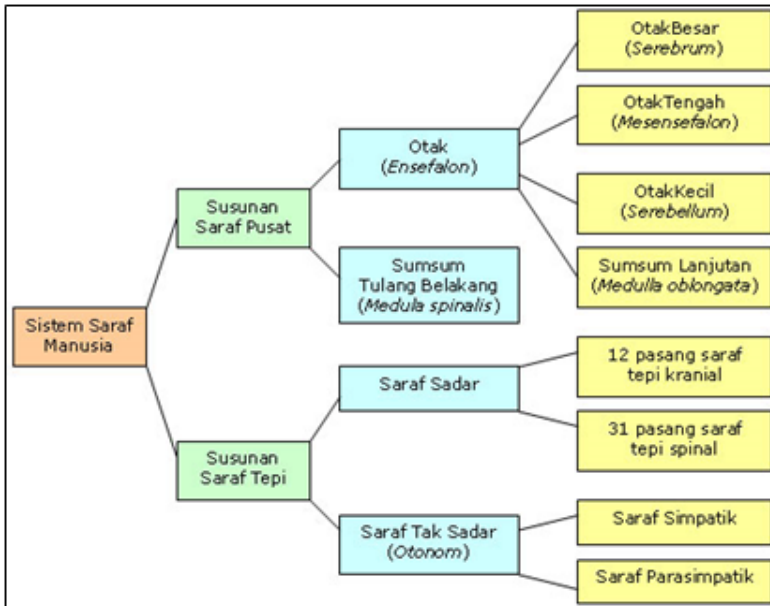 Sistem Saraf
Manusia
Susunan
Saraf Pusat
Otak
(Ensefalon)
OtakBesar
(Serebrum)
OtakTengah
(Mesensefalon)
OtakKecil
(Serebellum)
Sumsum Lanjutan
(Medulla oblongata)
Sumsum
Tulang Belakang
(Medula spinalis)
Susunan
Saraf Tepi
Saraf Sadar
12 pasang saraf
tepi kranial
31 pasang saraf
tepi spinal
Saraf Tak Sadar
(Otonom)
Saraf Simpatik
Saraf Parasimpatik